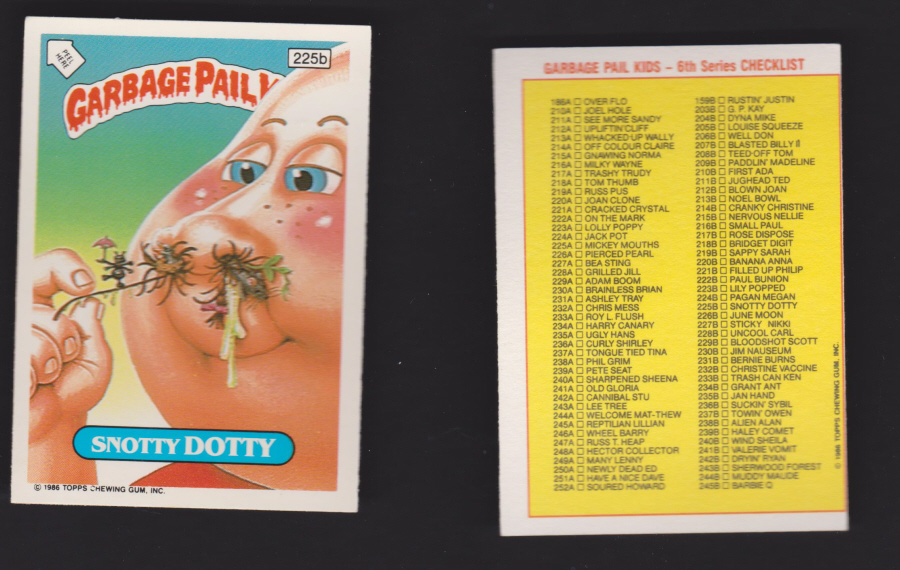 PEEL
HERE
225b
GARBAGE PAIL K
SNOTTY DOTTY
© 1986 TOPPS CHEWING GUM, INC.
GARBAGE PAIL KIDS – 6th Series CHECKLIST
186A □ OVER FLO
210A □ JOEL HOLE
211A □ SEE MORE SANDY
212A □ UPLIFTIN' CLIFF
213A □ WHACKED-UP WALLY
214A □ OFF COLOUR CLAIRE
215A □ GNAWING NORMA
216A □ MILKY WAYNE
217A □ TRASHY TRUDY
218A □ TOM THUMB
219A □ RUSS PUS
220A □ JOAN CLONE
221A □ CRACKED CRYSTAL
222A □ ON THE MARK
223A □ LOLLY POPPY
224A □ JACK POT
225A □ MICKEY MOUTHS
226A □ PIERCED PEARL
227A □ BEA STING
228A □ GRILLED JILL
229A □ ADAM BOOM
230A □ BRAINLESS BRIAN
231A □ ASHLEY TRAY
232A □ CHRIS MESS
233A □ ROY L. FLUSH
234A □ HARRY CANARY
235A □ UGLY HANS
236A □ CURLY SHIRLEY
237A □ TONGUE TIED TINA
238A □ PHIL GRIM
239A □ PETE SEAT
240A □ SHARPENED SHEENA
241A □ OLD GLORIA
242A □ CANNIBAL STU
243A □ LEE TREE
244A □ WELCOME MAT-THEW
245A □ REPTILIAN LILLIAN
246A □ WHEEL BARRY
247A □ RUSS T. HEAP
248A □ HECTOR COLLECTOR
249A □ MANY LENNY
250A □ NEWLY DEAD ED
251A □ HAVE A NICE DAVE
252A □ SOURED HOWARD
159B □ RUSTIN' JUSTIN
203B □ G. P. KAY
204B □ DYNA MIKE
205B □ LOUISE SQUEEZE
206B □ WELL DON
207B □ BLASTED BILLY II
208B □ TEED-OFF TOM
209B □ PADDLIN' MADELINE
210B □ FIRST ADA
211B □ JUGHEAD TED
212B □ BLOWN JOAN
213B □ NOEL BOWL
214B □ CRANKY CHRISTINE
215B □ NERVOUS NELLIE
216B □ SMALL PAUL
217B □ ROSE DISPOSE
218B □ BRIDGET DIGIT
219B □ SAPPY SARAH
220B □ BANANA ANNA
221B □ FILLED UP PHILIP
222B □ PAUL BUNION
223B □ LILY POPPED
224B □ PAGAN MEGAN
225B □ SNOTTY DOTTY
226B □ JUNE MOON
227B □ STICKY NIKKI
228B □ UNCOOL CARL
229B □ BLOODSHOT SCOTT
230B □ JIM NAUSEUM
231B □ BERNIE BURNS
232B □ CHRISTINE VACCINE
233B □ TRASH CAN KEN
234B □ GRANT ANT
235B □ JAN HAND
236B □ SUCKIN' SYBIL
237B □ TOWIN' OWEN
238B □ ALIEN ALAN
239B □ HALEY COMET
240B □ WIND SHEILA
241B □ VALERIE VOMIT
242B □ DRYIN' RYAN
243B □ SHERWOOD FOREST
244B □ MUDDY MAUDE
245B □ BARBIE Q
© 1986 TOPPS CHEWING GUM, INC.